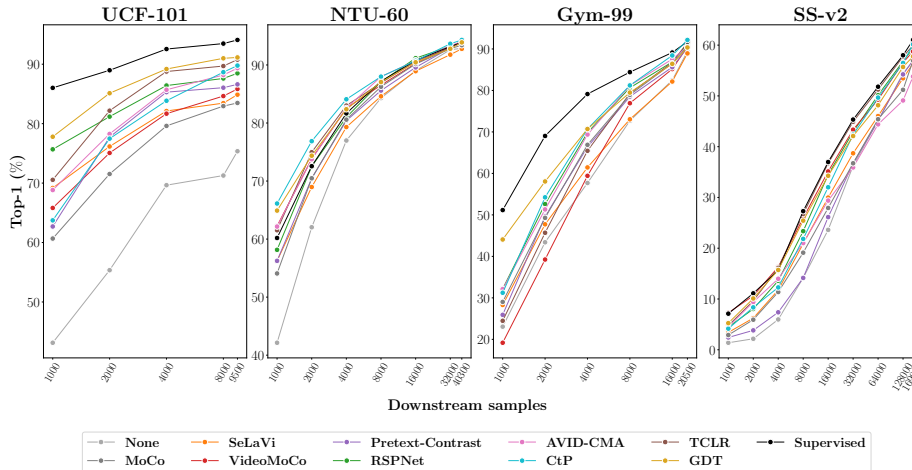 UCF-101 NTU-60 Gym-99 SS-v2
Top-1 (%)
90
80
70
60
50
1000 2000 4000 8000 9500
90
80
70
60
50
40
1000 2000 4000 8000 16000 32000 40300
90
80
70
60
50
40
30
20
1000 2000 4000 8000 16000 20500
60
50
40
30
20
10
0
1000 2000 4000 8000 16000 32000 64000 128000
Downstream samples
None SeLaVi Pretext-Contrast AVID-CMA TCLR Supervised
MoCo VideoMoCo RSPNet CtP GDT